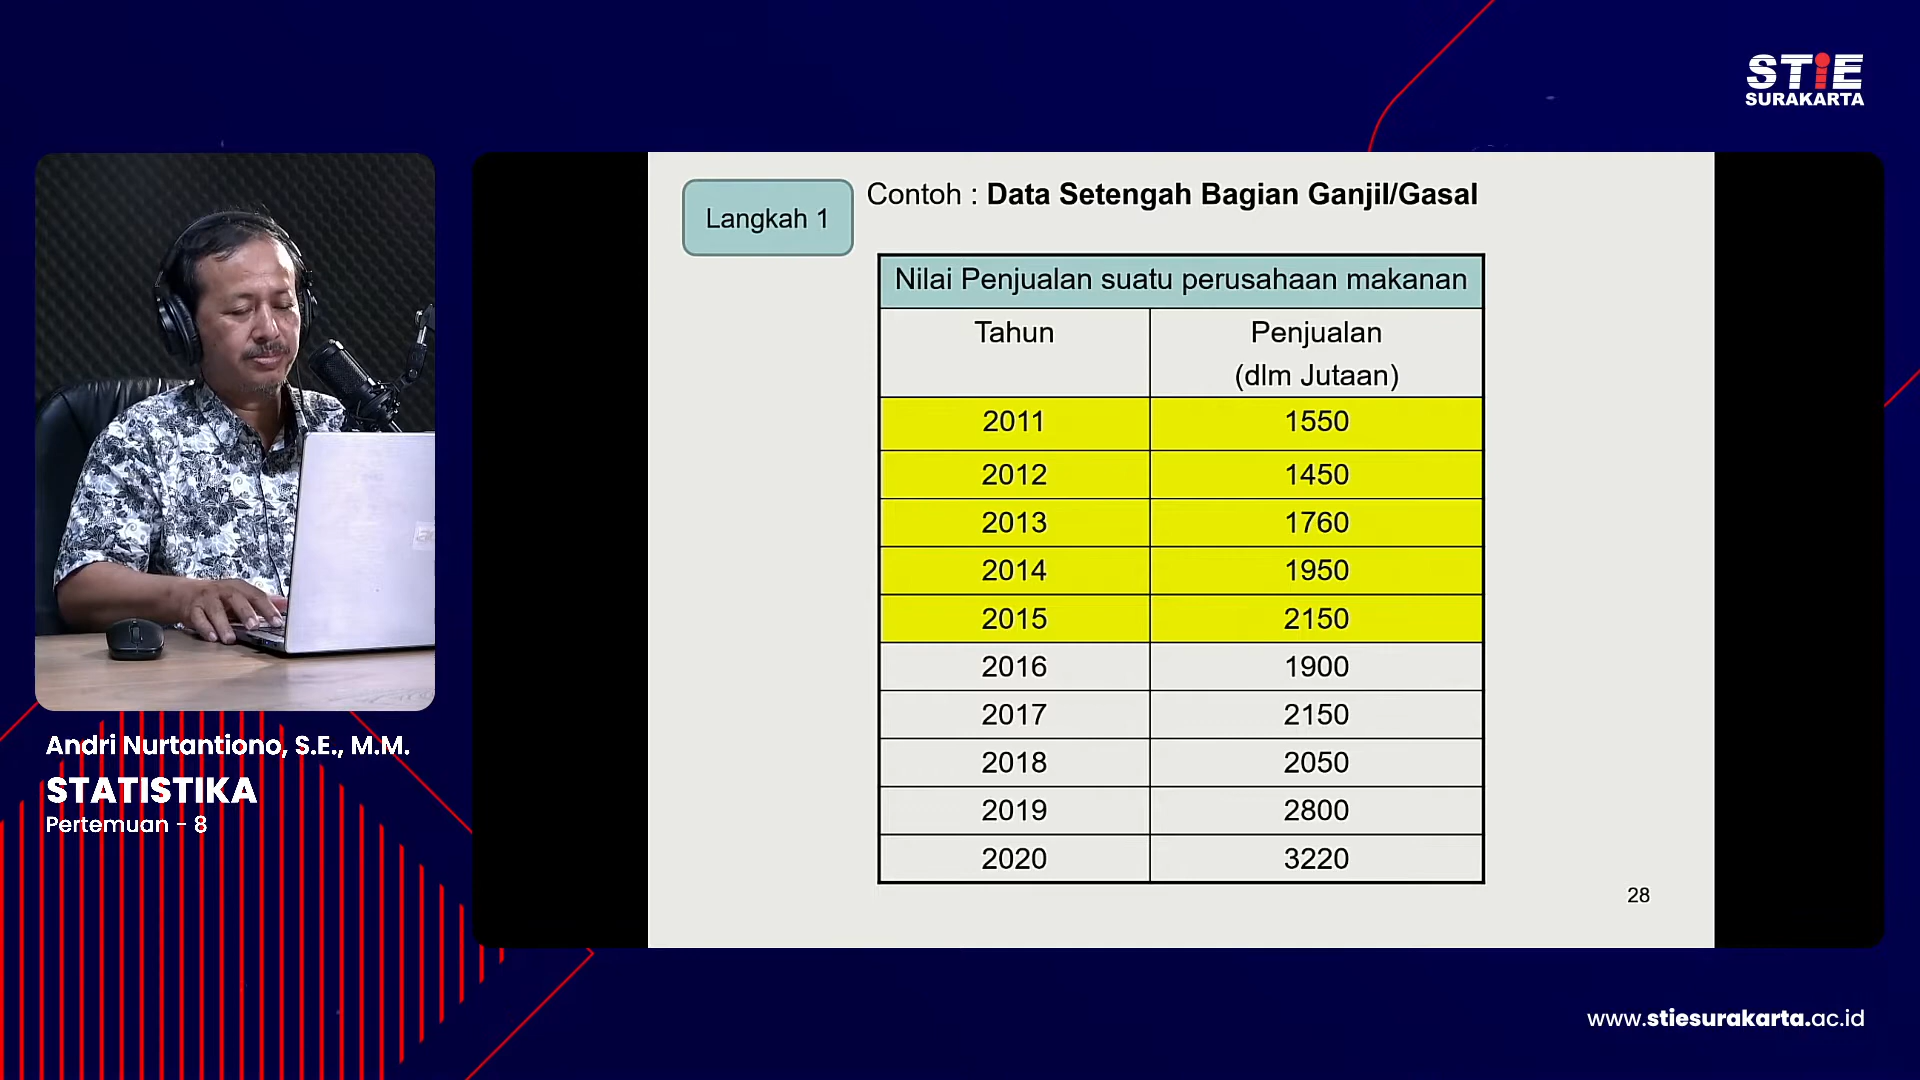 STiE
SURAKARTA
Langkah 1
Contoh : Data Setengah Bagian Ganjil/Gasal
Nilai Penjualan suatu perusahaan makanan
Tahun Penjualan
(dlm Jutaan)
2011 1550
2012 1450
2013 1760
2014 1950
2015 2150
2016 1900
2017 2150
2018 2050
2019 2800
2020 3220
28
Andri Nurtantiono, S.E., M.M.
STATISTIKA
Pertemuan - 8
www.stiesurakarta.ac.id